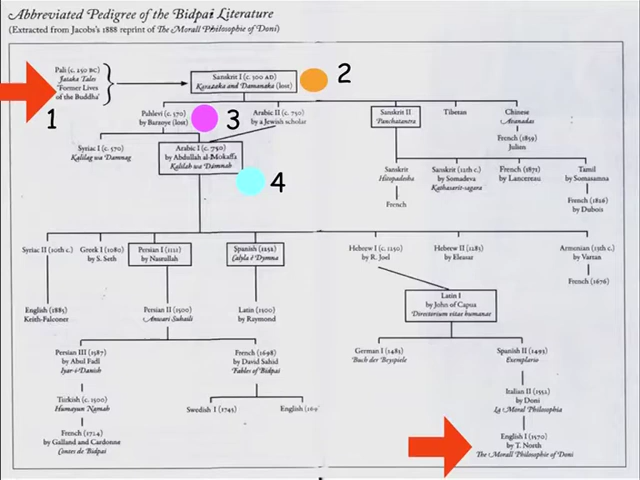 Abbreviated Pedigree of the Bidpai Literature
(Extracted from Jacobs's 1888 reprint of The Morall Philosophie of Doni)
Pali (c. 250 BC)
Jataka Tales
"Former Lives
of the Buddha"
1
Sanskrit I (c. 300 AD)
Karataka and Damanaka (lost)
2
Pahlevi (c. 570)
by Barzoye (lost)
3
Arabic II (c. 750)
by a Jewish scholar
Sanskrit II
Panchatantra
Tibetan
Chinese
Avanadas
French (1859)
Julien
Syriac I (c. 570)
Kalilag wa Damnag
Arabic I (c. 750)
by Abdullah al-Mokaffa
Kalilah wa Dimnah
4
Sanskrit
Hitopadesha
French
Sanskrit (12th c.)
by Somadeva
Kathasarit-sagara
French (1871)
by Lancereau
Tamil
by Somasanna
French (1826)
by Dubois
Syriac II (10th c.)
Greek I (1080)
by S. Seth
Persian I (1121)
by Nasrullah
Spanish (1252)
Calyla é Dymna
Hebrew I (c. 1250)
by R. Joel
Hebrew II (1283)
by Eleazar
Armenian (13th c.)
by Vartan
French (1676)
English (1885)
Keith-Falconer
Persian II (1500)
Anwari Suhaili
Latin (1300)
by Raymond
Latin I
by John of Capua
Directorium vitae humanae
Persian III (1587)
by Abul Fadl
Iyar-i-Danish
French (1698)
by David Sahid
Fables of Bidpai
German I (1483)
Buch der Beyspiele
Spanish II (1493)
Exemplario
Turkish (c. 1500)
Humayun Namah
Swedish I (1745)
English
Italian II (1552)
by Doni
La Moral Philosophia
French (1724)
by Galland and Cardonne
Contes de Bidpai
English I (1570)
by T. North
The Morall Philosophie of Doni